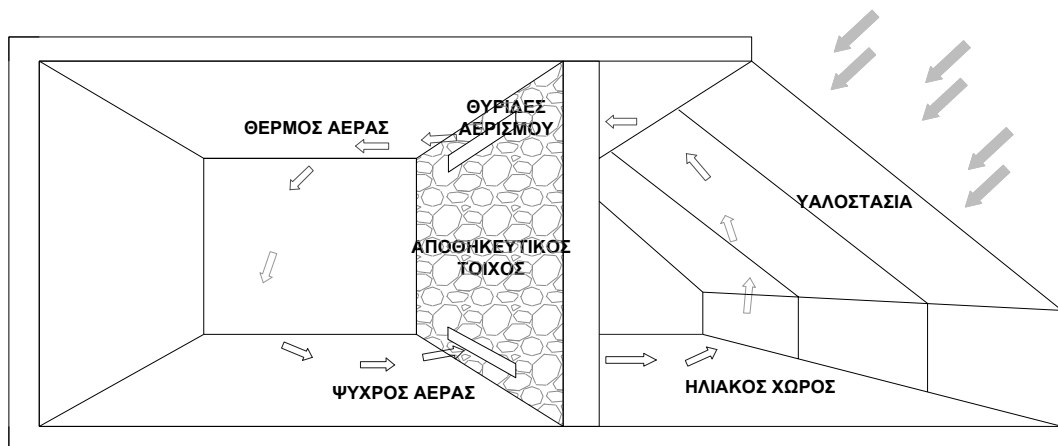 ΘΥΡΙΔΕΣ
ΑΕΡΙΣΜΟΥ
ΘΕΡΜΟΣ ΑΕΡΑΣ
ΥΑΛΟΣΤΑΣΙΑ
ΑΠΟΘΗΚΕΥΤΙΚΟΣ
ΤΟΙΧΟΣ
ΨΥΧΡΟΣ ΑΕΡΑΣ
ΗΛΙΑΚΟΣ ΧΩΡΟΣ